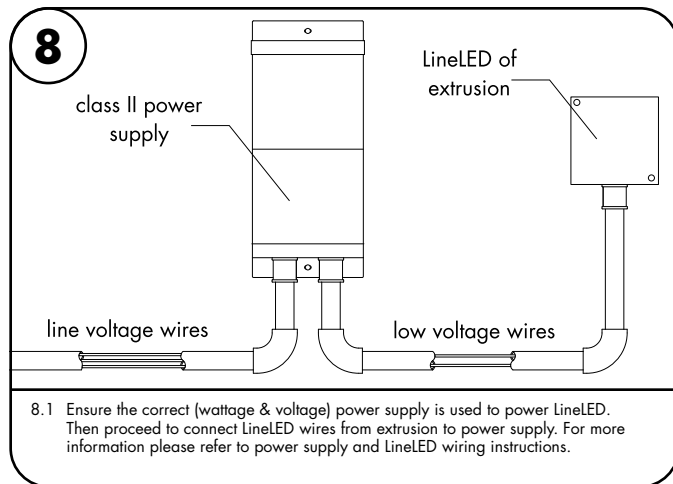 8
class II power
supply
LineLED of
extrusion
line voltage wires
low voltage wires
8.1 Ensure the correct (wattage & voltage) power supply is used to power LineLED.
Then proceed to connect LineLED wires from extrusion to power supply. For more
information please refer to power supply and LineLED wiring instructions.